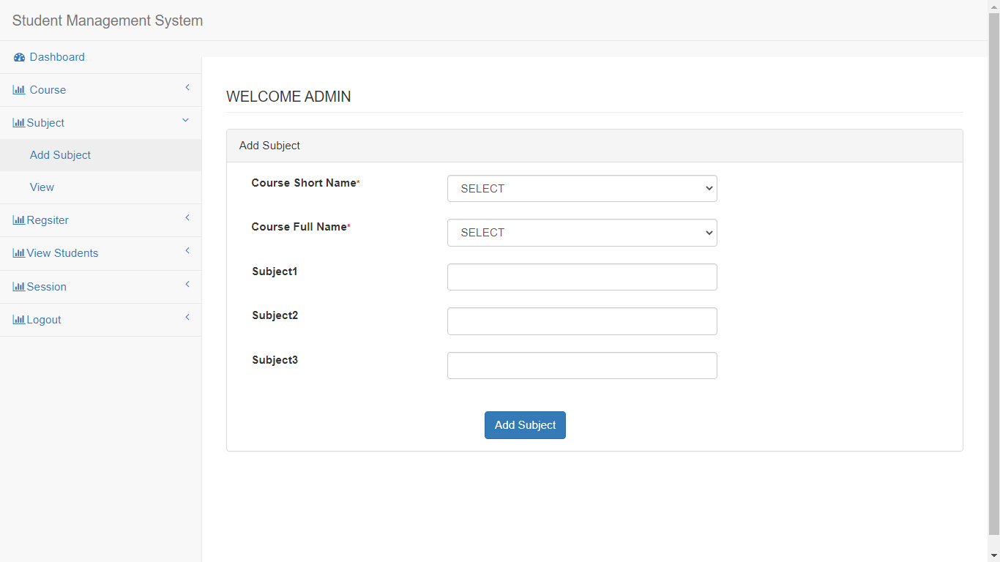 Student Management System
Dashboard
Course
Subject
Add Subject
View
Regsiter
View Students
Session
Logout
WELCOME ADMIN
Add Subject
Course Short Name*
SELECT
Course Full Name*
SELECT
Subject1
Subject2
Subject3
Add Subject